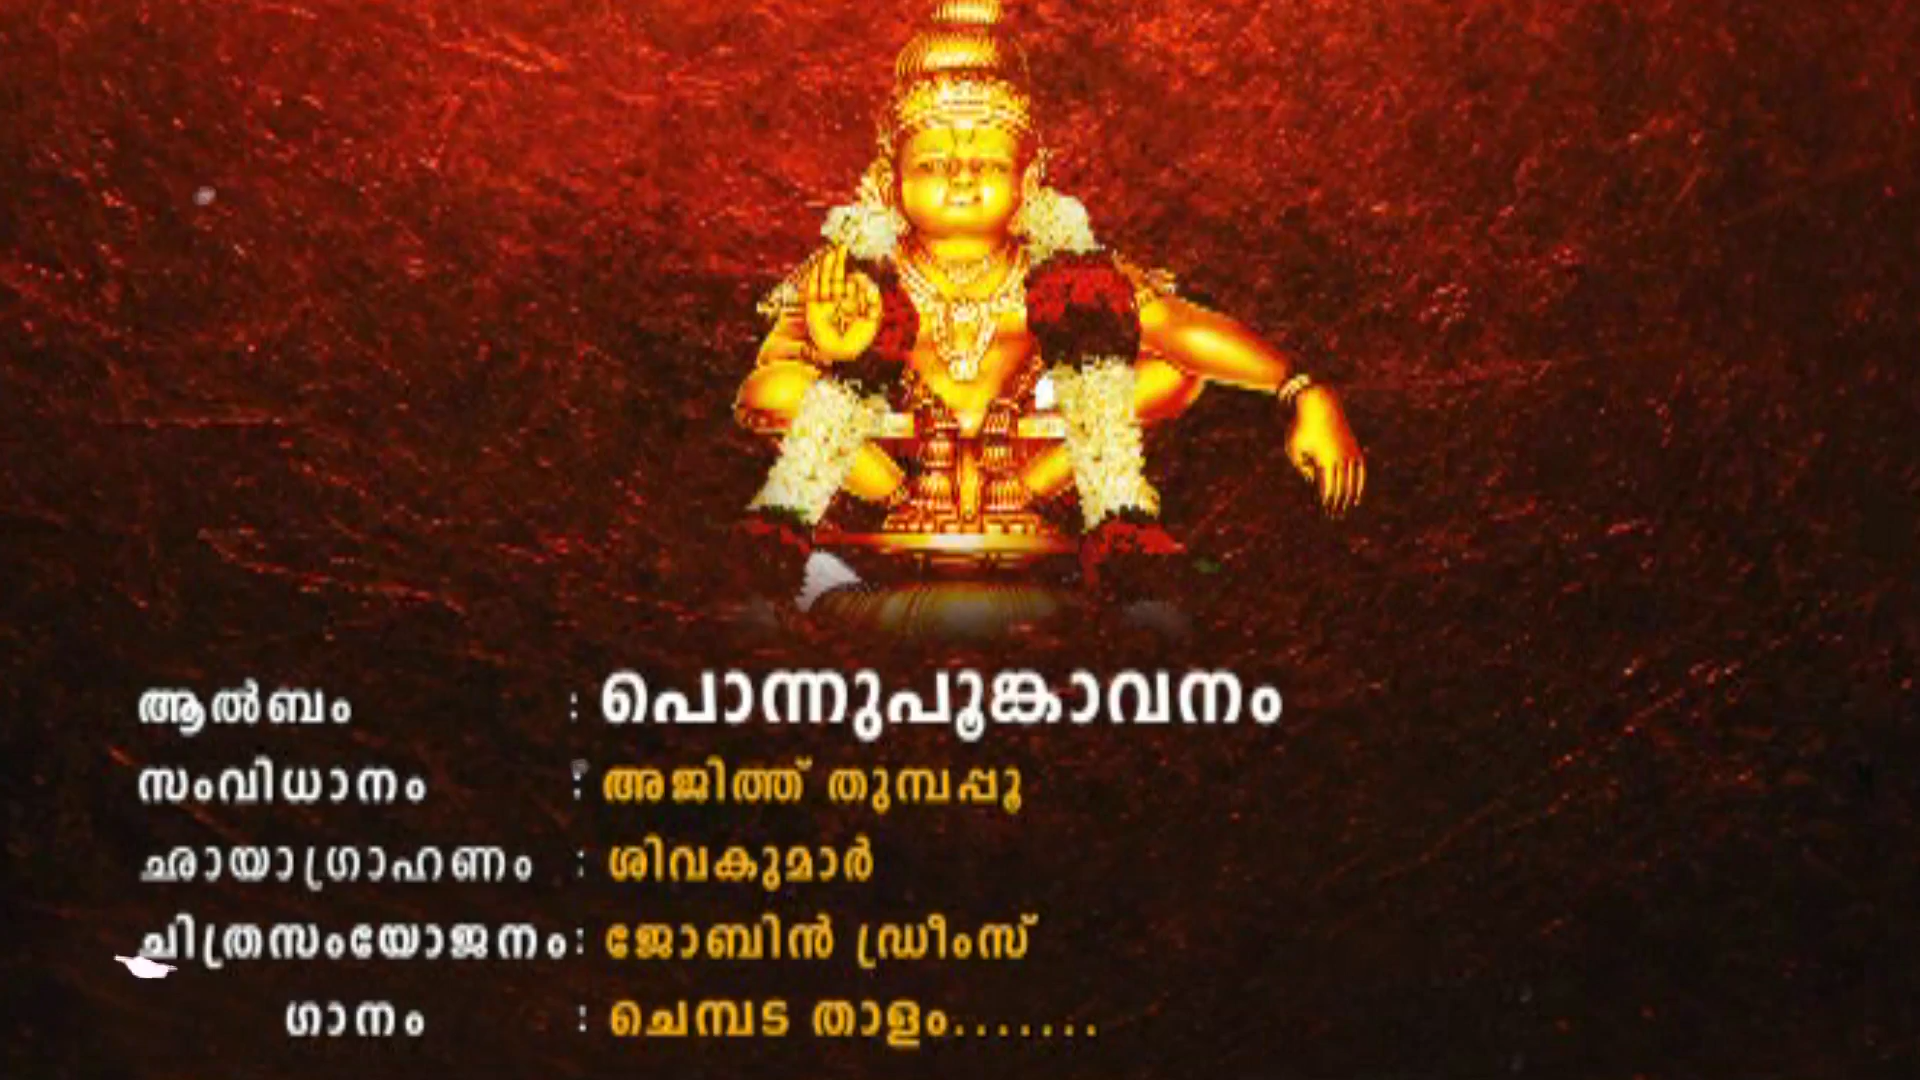 ആൽബം : പൊന്നുപൂങ്കാവനം
സംവിധാനം : അജിത്ത് തുമ്പപ്പൂ
ഛായാഗ്രാഹണം : ശിവകുമാർ
ചിത്രസംയോജനം : ജോബിൻ ഡ്രീംസ്
ഗാനം : ചെമ്പട താളം.......